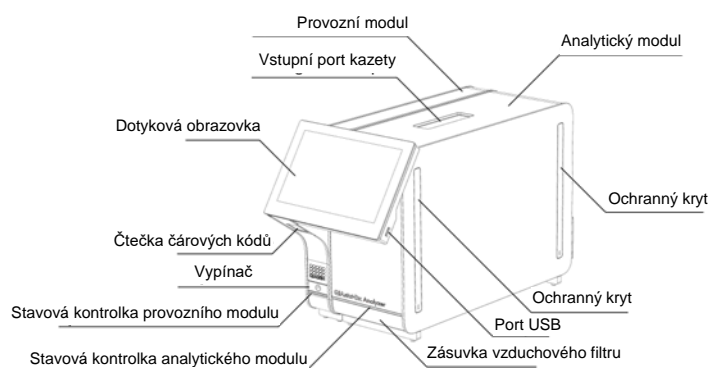 Provozní modul
Analytický modul
Vstupní port kazety
Dotyková obrazovka
Ochranný kryt
Čtečka čárových kódů
Vypínač
Ochranný kryt
Stavová kontrolka provozního modulu
Port USB
Stavová kontrolka analytického modulu
Zásuvka vzduchového filtru
Analyzer